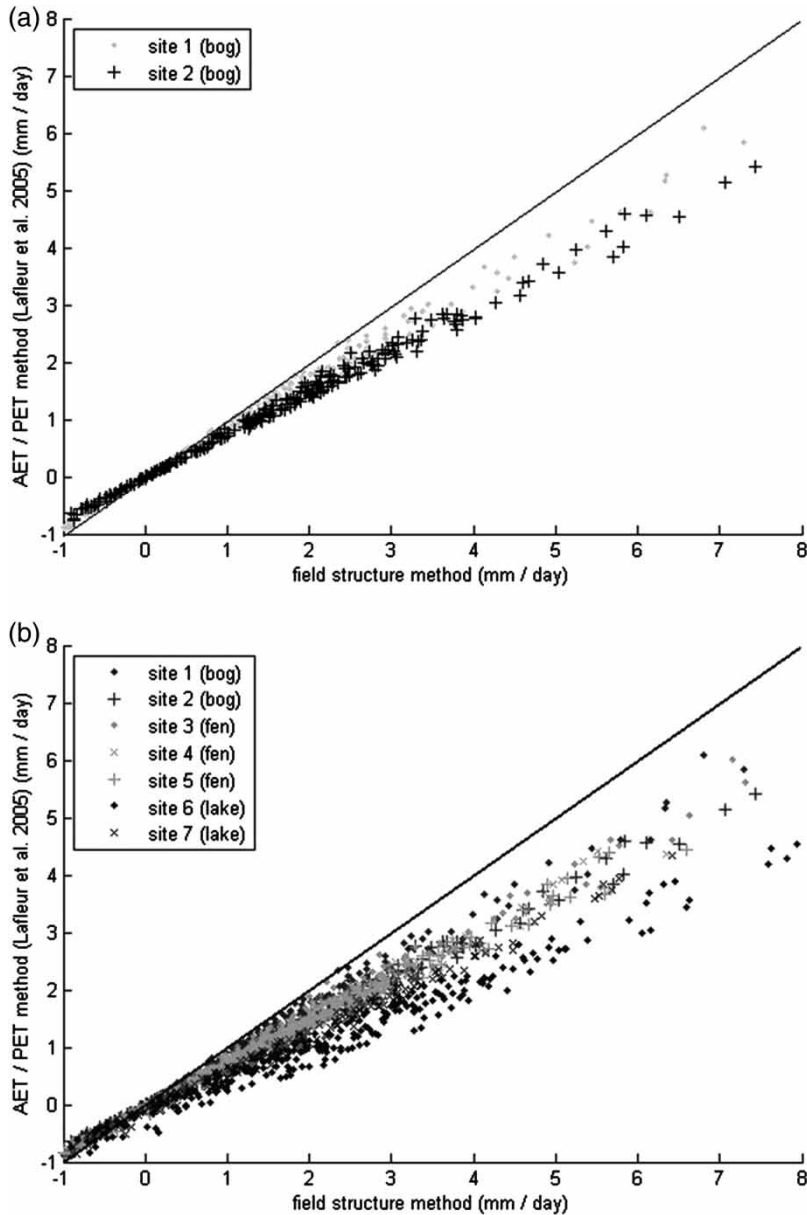 (a)
8
7
6
5
4
3
2
1
0
-1
AET / PET method (Lafleur et al. 2005) (mm / day)
site 1 (bog)
site 2 (bog)
-1 0 1 2 3 4 5 6 7 8
field structure method (mm / day)
(b)
8
7
6
5
4
3
2
1
0
-1
AET / PET method (Lafleur et al. 2005) (mm / day)
site 1 (bog)
site 2 (bog)
site 3 (fen)
site 4 (fen)
site 5 (fen)
site 6 (lake)
site 7 (lake)
-1 0 1 2 3 4 5 6 7 8
field structure method (mm / day)